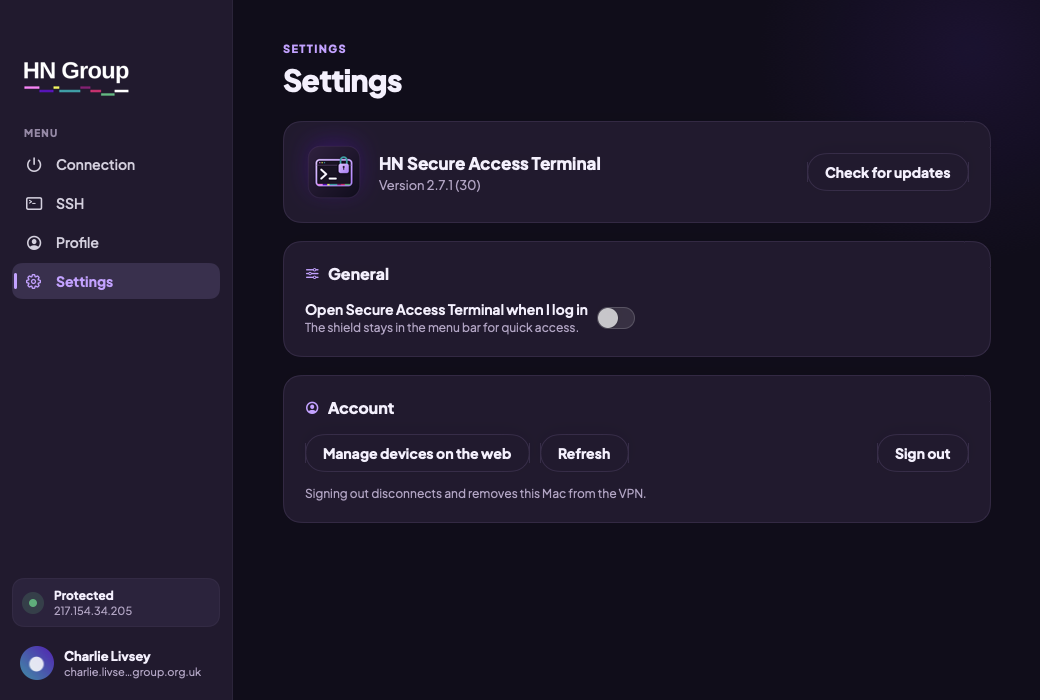 HN Group
MENU
Connection
SSH
Profile
Settings
Protected
217.154.34.205
Charlie Livsey
charlie.livse...group.org.uk
SETTINGS
Settings
HN Secure Access Terminal
Version 2.7.1 (30)
Check for updates
General
Open Secure Access Terminal when I log in
The shield stays in the menu bar for quick access.
Account
Manage devices on the web
Refresh
Sign out
Signing out disconnects and removes this Mac from the VPN.